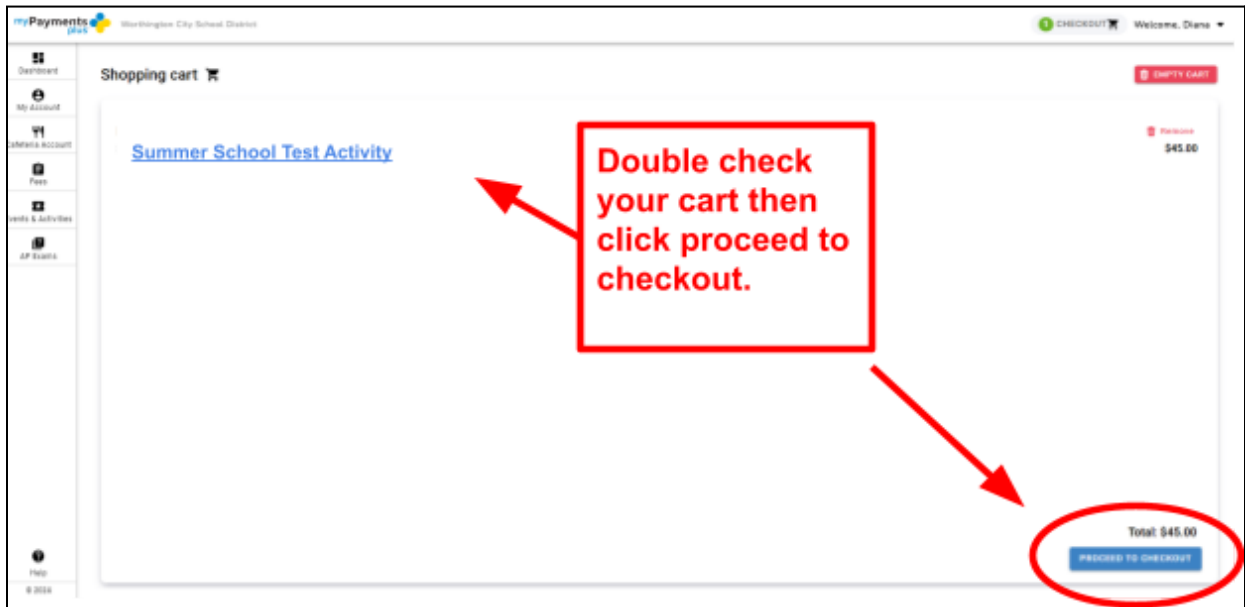 myPayments plus
Worthington City School District
1 CHECKOUT
Welcome, Diana
Dashboard
My Account
Cafeteria Account
Fees
Events & Activities
AP Exams
Help
© 2024
Shopping cart
EMPTY CART
Summer School Test Activity
Remove
$45.00
Double check
your cart then
click proceed to
checkout.
Total: $45.00
PROCEED TO CHECKOUT